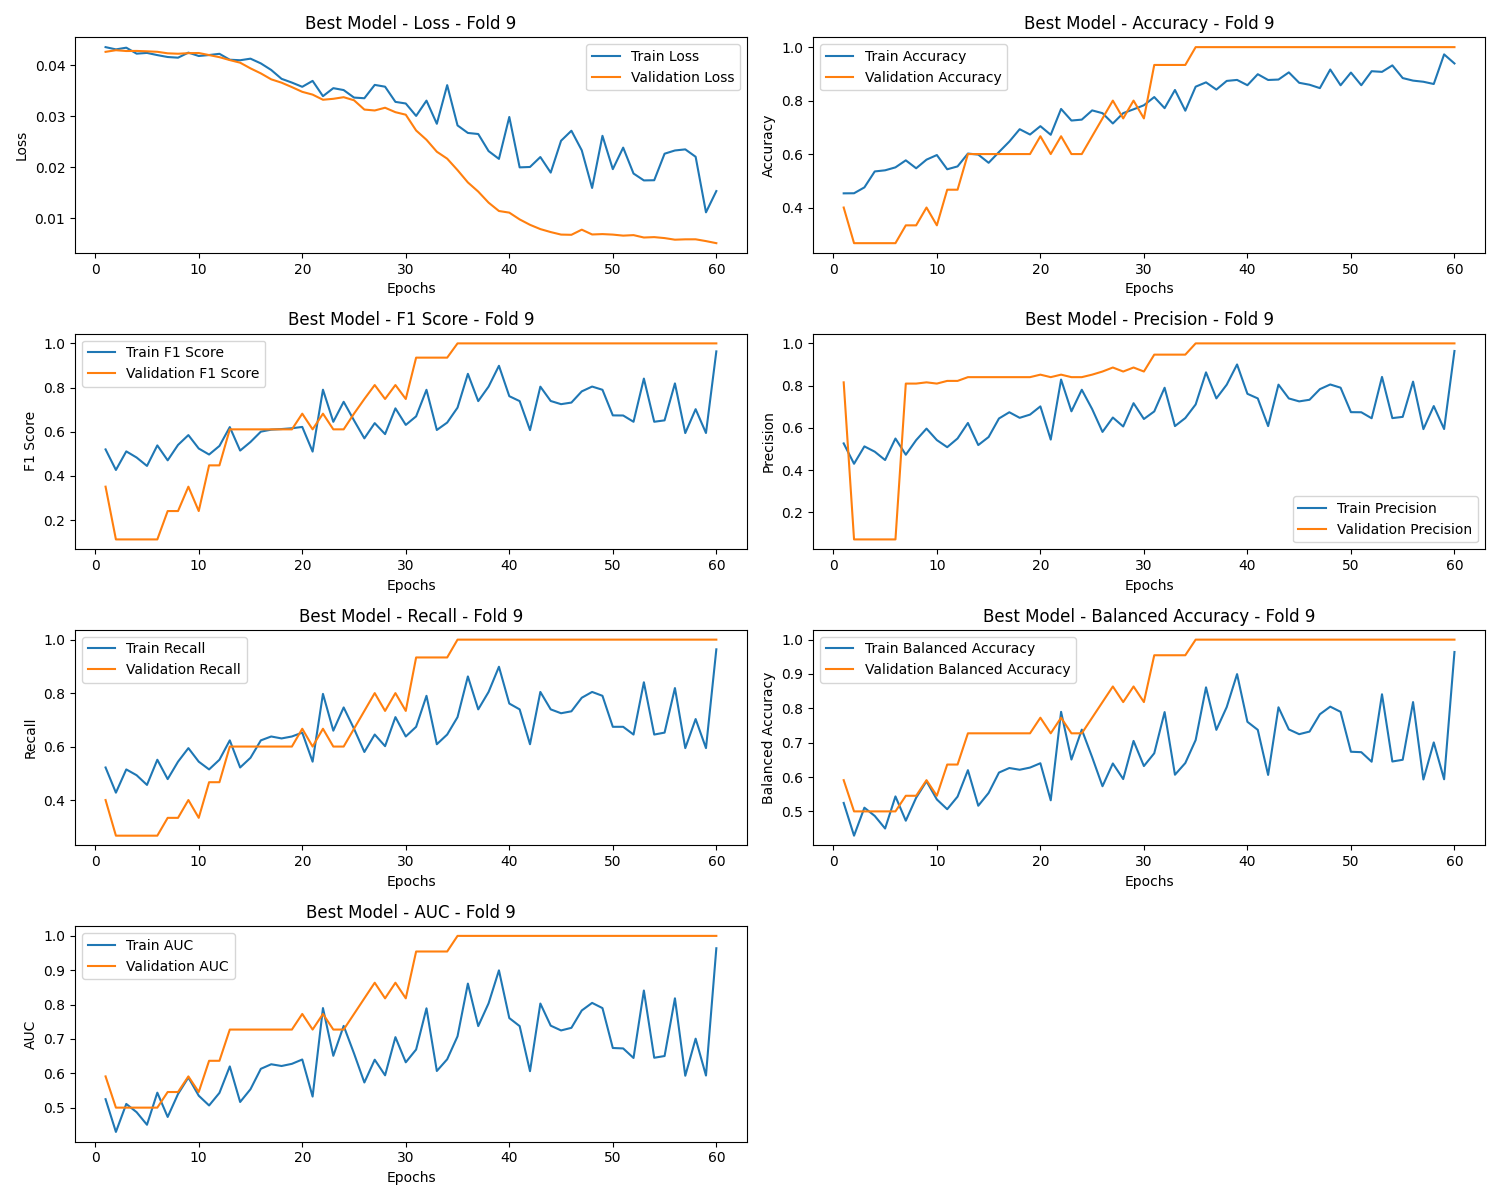 Best Model - Loss - Fold 9
Loss
0.04
0.03
0.02
0.01
Train Loss
Validation Loss
0 10 20 30 40 50 60
Epochs
Best Model - Accuracy - Fold 9
Accuracy
1.0
0.8
0.6
0.4
Train Accuracy
Validation Accuracy
0 10 20 30 40 50 60
Epochs
Best Model - F1 Score - Fold 9
F1 Score
1.0
0.8
0.6
0.4
0.2
Train F1 Score
Validation F1 Score
0 10 20 30 40 50 60
Epochs
Best Model - Precision - Fold 9
Precision
1.0
0.8
0.6
0.4
0.2
Train Precision
Validation Precision
0 10 20 30 40 50 60
Epochs
Best Model - Recall - Fold 9
Recall
1.0
0.8
0.6
0.4
Train Recall
Validation Recall
0 10 20 30 40 50 60
Epochs
Best Model - Balanced Accuracy - Fold 9
Balanced Accuracy
1.0
0.9
0.8
0.7
0.6
0.5
Train Balanced Accuracy
Validation Balanced Accuracy
0 10 20 30 40 50 60
Epochs
Best Model - AUC - Fold 9
AUC
1.0
0.9
0.8
0.7
0.6
0.5
Train AUC
Validation AUC
0 10 20 30 40 50 60
Epochs